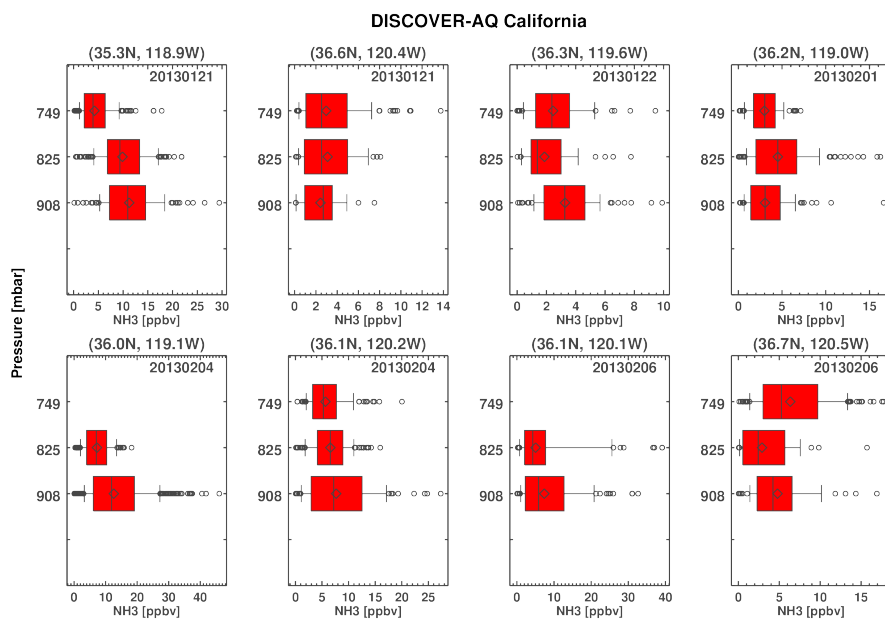 DISCOVER-AQ California
(35.3N, 118.9W) (36.6N, 120.4W) (36.3N, 119.6W) (36.2N, 119.0W)
20130121 20130121 20130122 20130201
749 749 749 749
825 825 825 825
908 908 908 908
0 5 10 15 20 25 30 0 2 4 6 8 10 12 14 0 2 4 6 8 10 0 5 10 15
NH3 [ppbv] NH3 [ppbv] NH3 [ppbv] NH3 [ppbv]
Pressure [mbar]
(36.0N, 119.1W) (36.1N, 120.2W) (36.1N, 120.1W) (36.7N, 120.5W)
20130204 20130204 20130206 20130206
749 749 749 749
825 825 825 825
908 908 908 908
0 10 20 30 40 0 5 10 15 20 25 0 10 20 30 40 0 5 10 15
NH3 [ppbv] NH3 [ppbv] NH3 [ppbv] NH3 [ppbv]